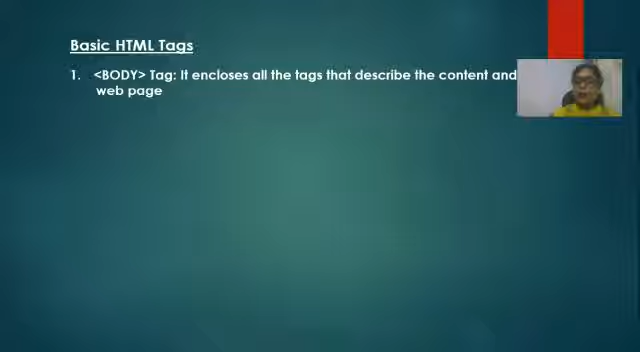 Basic HTML Tags
1. <BODY> Tag: It encloses all the tags that describe the content and
web page